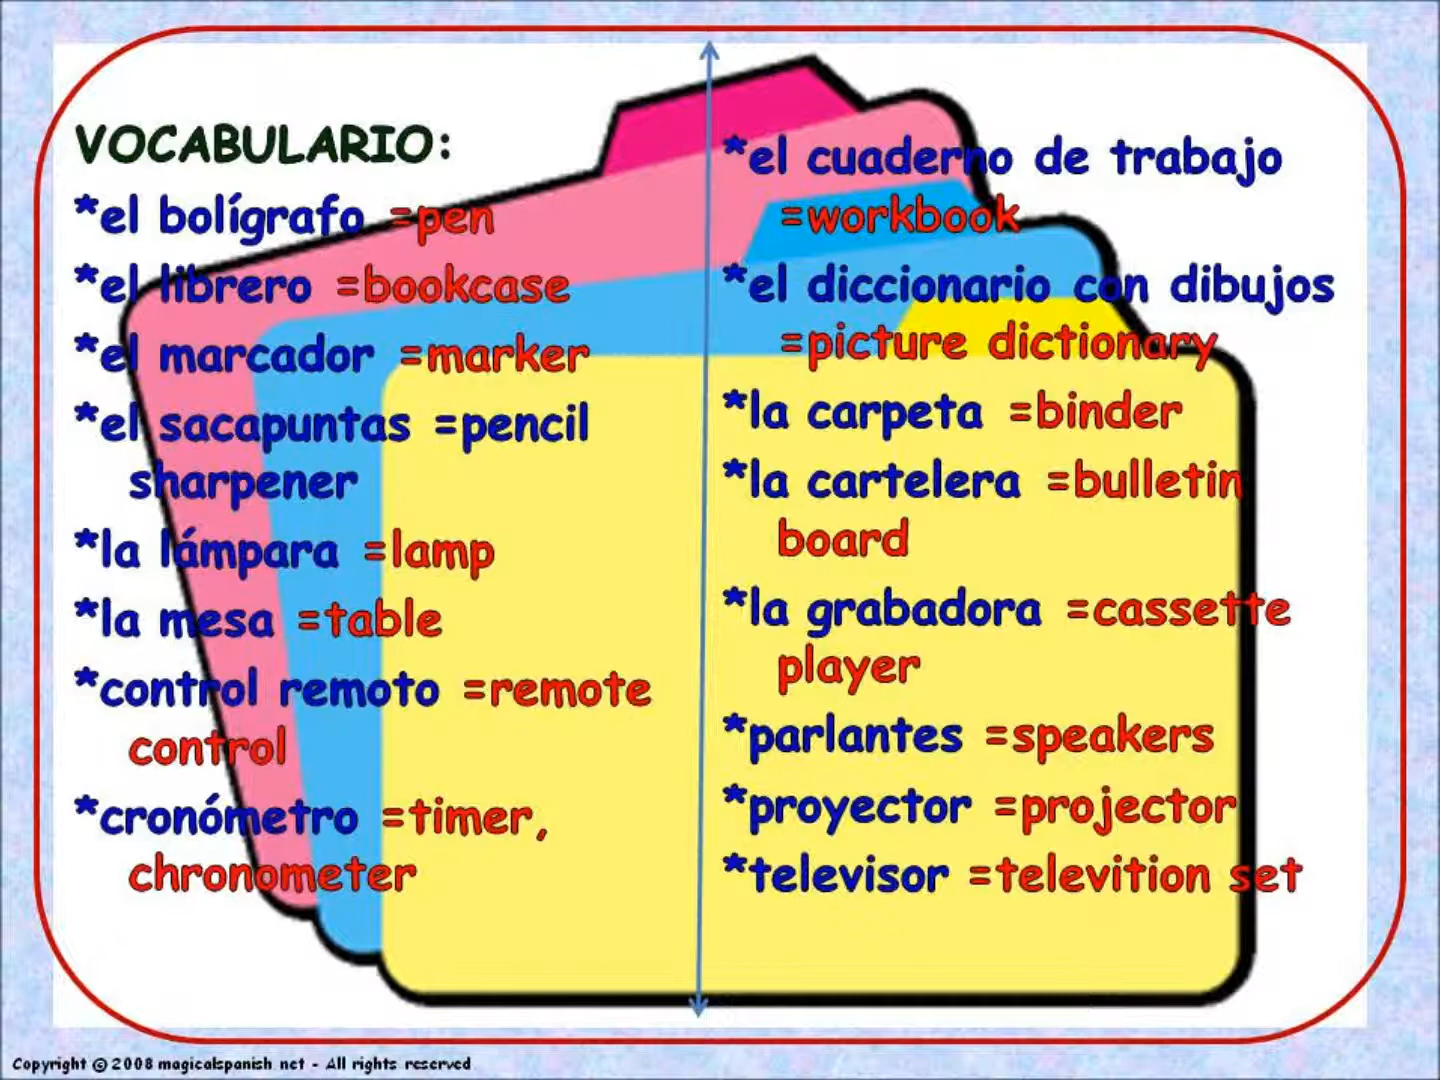 VOCABULARIO:
*el bolígrafo =pen
*el librero =bookcase
*el marcador =marker
*el sacapuntas =pencil
sharpener
*la lámpara =lamp
*la mesa =table
*control remoto =remote
control
*cronómetro =timer,
chronometer
*el cuaderno de trabajo
=workbook
*el diccionario con dibujos
=picture dictionary
*la carpeta =binder
*la cartelera =bulletin
board
*la grabadora =cassette
player
*parlantes =speakers
*proyector =projector
*televisor =televition set
Copyright © 2008 magicalspanish.net - All rights reserved